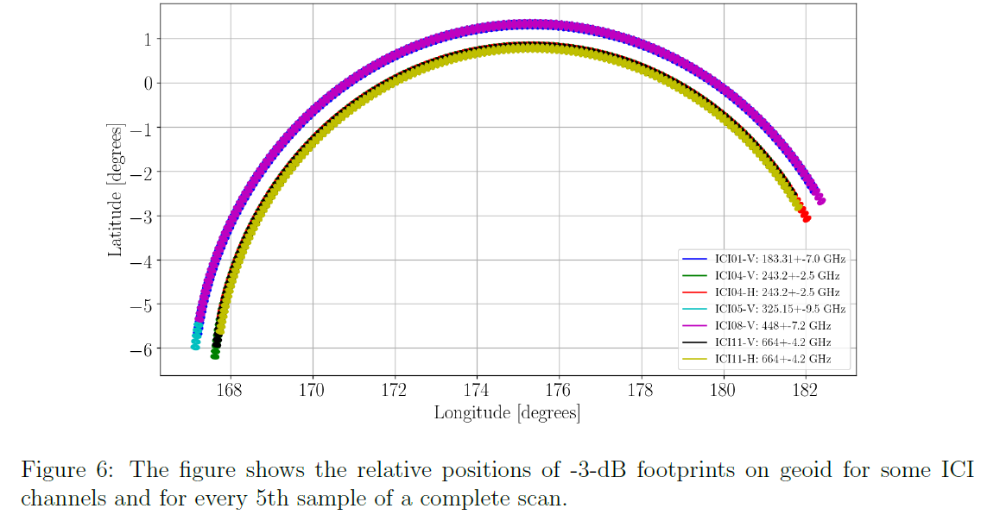 1
0
−1
−2
−3
−4
−5
−6
Latitude [degrees]
ICI01-V: 183.31+-7.0 GHz
ICI04-V: 243.2+-2.5 GHz
ICI04-H: 243.2+-2.5 GHz
ICI05-V: 325.15+-9.5 GHz
ICI08-V: 448+-7.2 GHz
ICI11-V: 664+-4.2 GHz
ICI11-H: 664+-4.2 GHz
168 170 172 174 176 178 180 182
Longitude [degrees]
Figure 6: The figure shows the relative positions of -3-dB footprints on geoid for some ICI
channels and for every 5th sample of a complete scan.